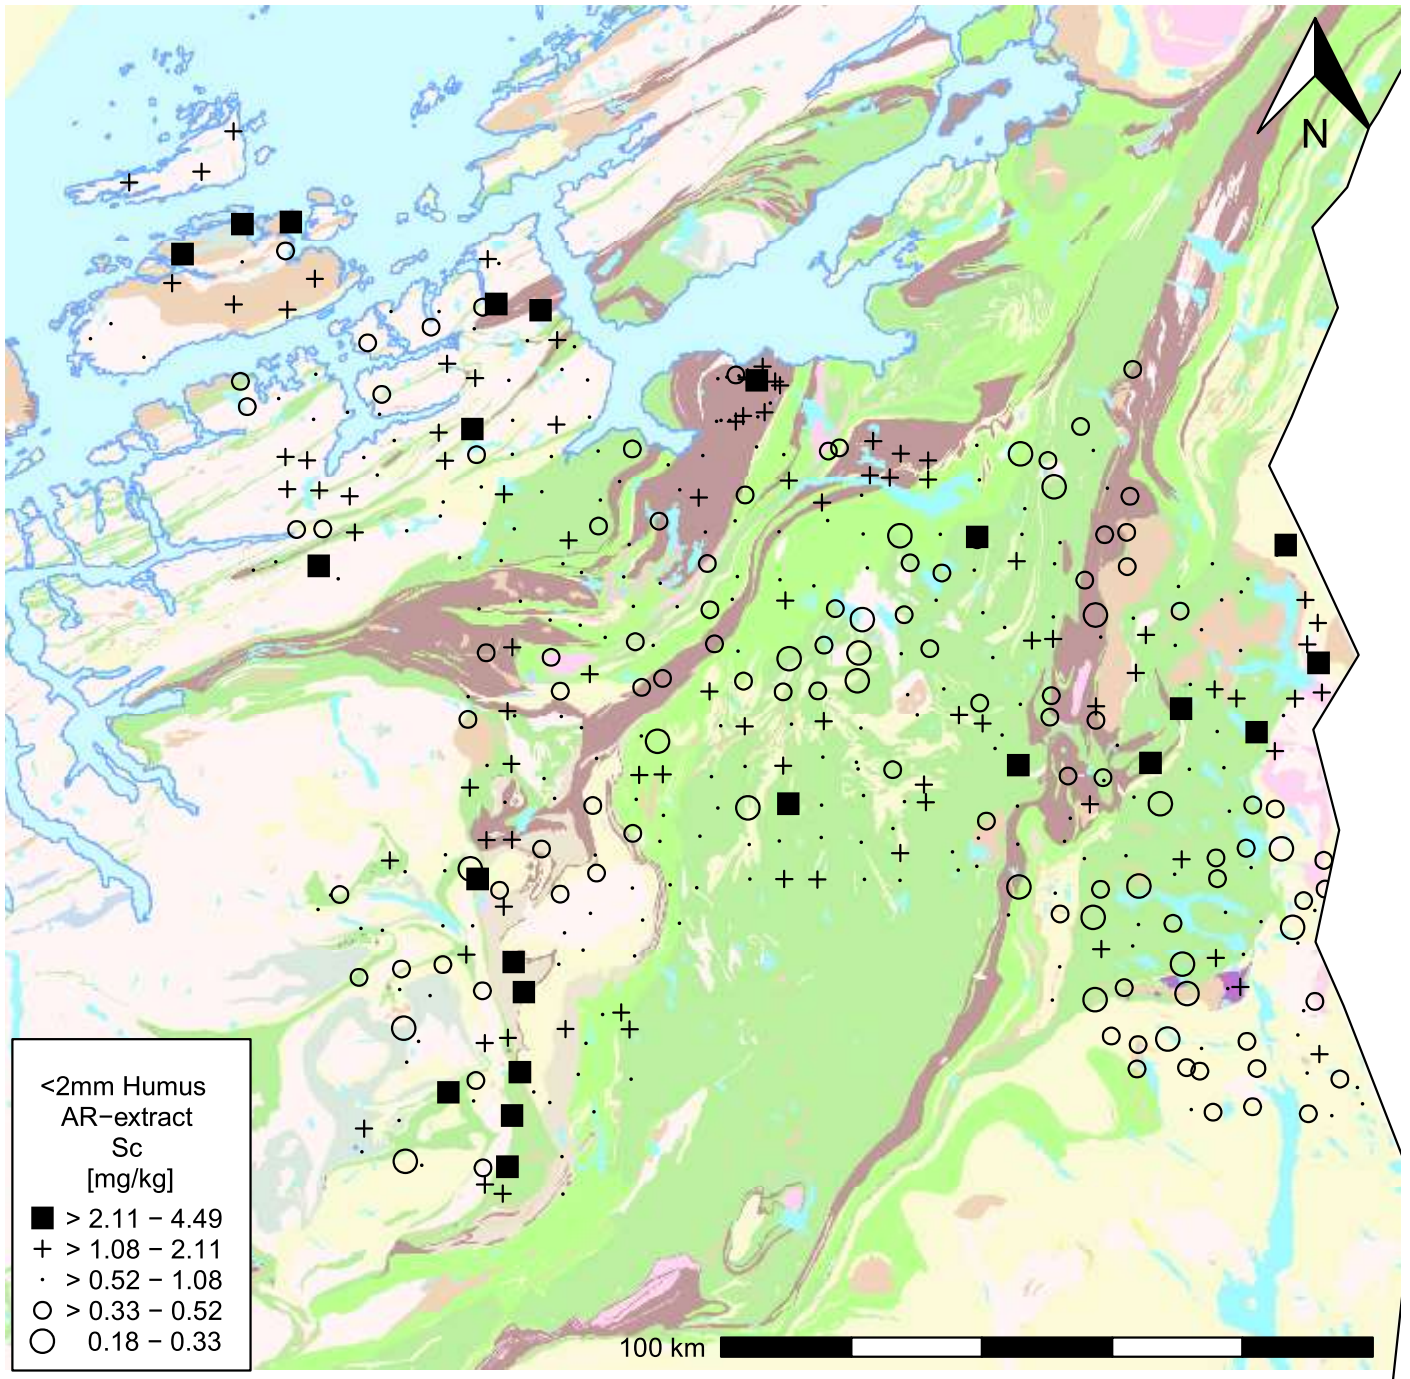 N
<2mm Humus
AR−extract
Sc
[mg/kg]
> 2.11 − 4.49
> 1.08 − 2.11
> 0.52 − 1.08
> 0.33 − 0.52
0.18 − 0.33
100 km